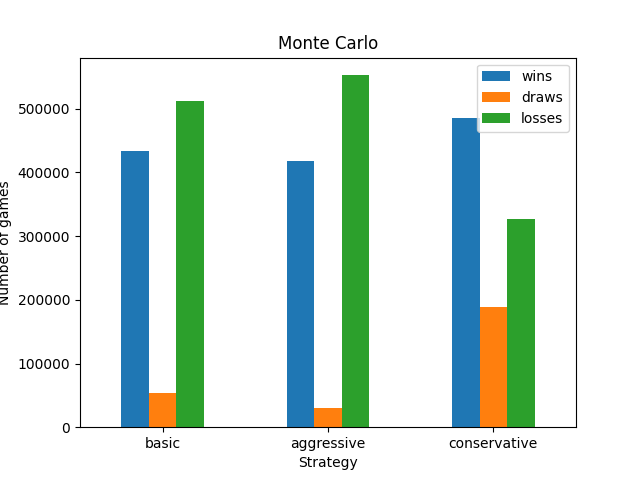 Monte Carlo
wins
draws
losses
Number of games
500000
400000
300000
200000
100000
0
basic
aggressive
conservative
Strategy